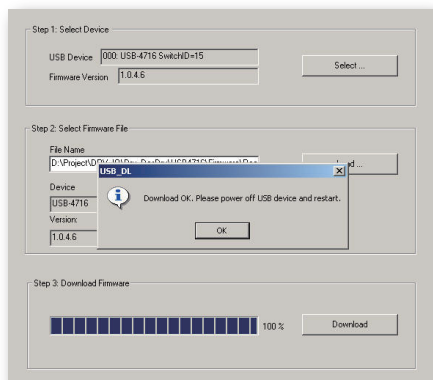 Step 1: Select Device
USB Device
000: USB-4716 SwitchID=15
Select ...
Firmware Version
1.0.4.6
Step 2: Select Firmware File
File Name
USB_DL
Download OK. Please power off USB device and restart.
Device
USB-4716
Version:
OK
1.0.4.6
Step 3: Download Firmware
100 %
Download